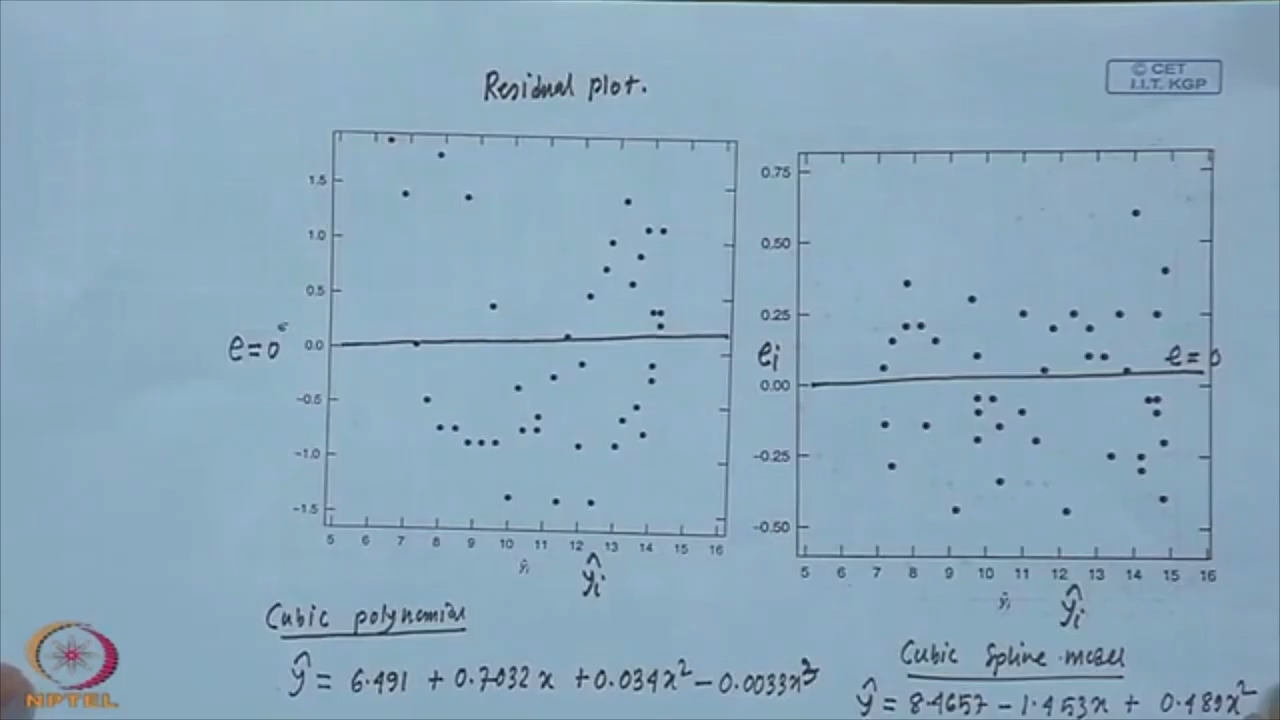 Residual plot.
© CET
I.I.T. KGP
1.5
1.0
0.5
0.0
-0.5
-1.0
-1.5
e=0
e
5 6 7 8 9 10 11 12 13 14 15 16
ŷi
ŷi
0.75
0.50
0.25
0.00
-0.25
-0.50
ei
e=0
5 6 7 8 9 10 11 12 13 14 15 16
ŷi
ŷi
Cubic polynomial
ŷ = 6.491 + 0.7032x + 0.034x² - 0.0033x³
Cubic Spline model
ŷ = 8.4657 - 1.453x + 0.489x²
NPTEL